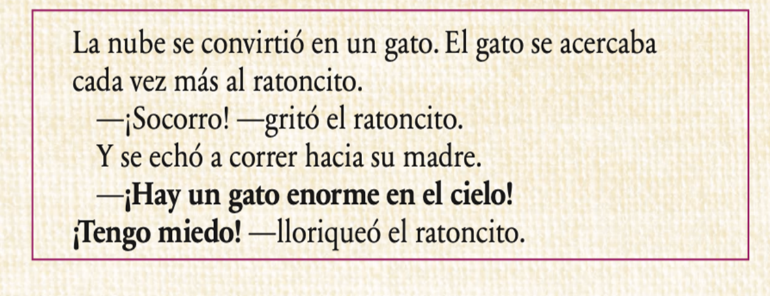 La nube se convirtió en un gato. El gato se acercaba
cada vez más al ratoncito.
—¡Socorro! —gritó el ratoncito.
Y se echó a correr hacia su madre.
—¡Hay un gato enorme en el cielo!
¡Tengo miedo! —lloriqueó el ratoncito.